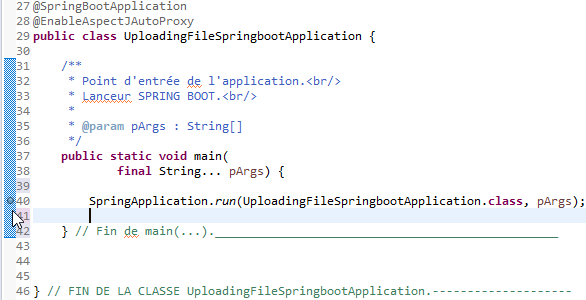 27 @SpringBootApplication
28 @EnableAspectJAutoProxy
29 public class UploadingFileSpringbootApplication {
30
31 /**
32 * Point d'entrée de l'application.<br/>
33 * Lanceur SPRING BOOT.<br/>
34 *
35 * @param pArgs : String[]
36 */
37 public static void main(
38 final String... pArgs) {
39
40 SpringApplication.run(UploadingFileSpringbootApplication.class, pArgs);
41
42 } // Fin de main(...).__________________________________________________
43
44
45
46 } // FIN DE LA CLASSE UploadingFileSpringbootApplication.--------------------